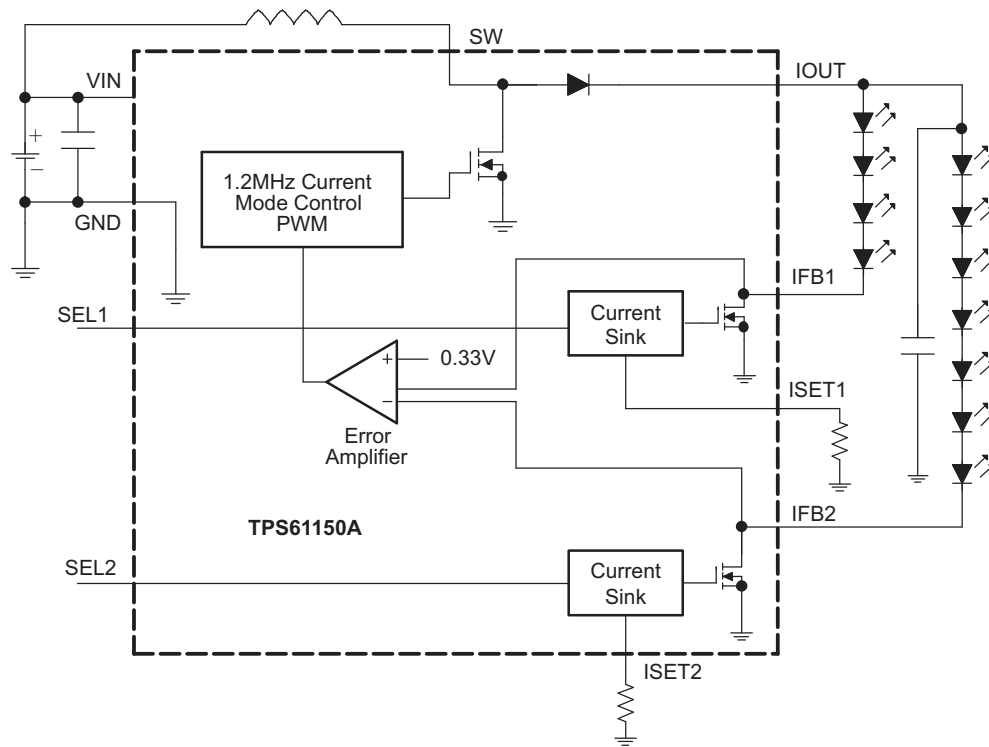 SW
VIN
IOUT
+
−
1.2MHz Current
Mode Control
PWM
GND
IFB1
SEL1
Current
Sink
+
0.33V
−
ISET1
Error
Amplifier
TPS61150A
IFB2
SEL2
Current
Sink
ISET2